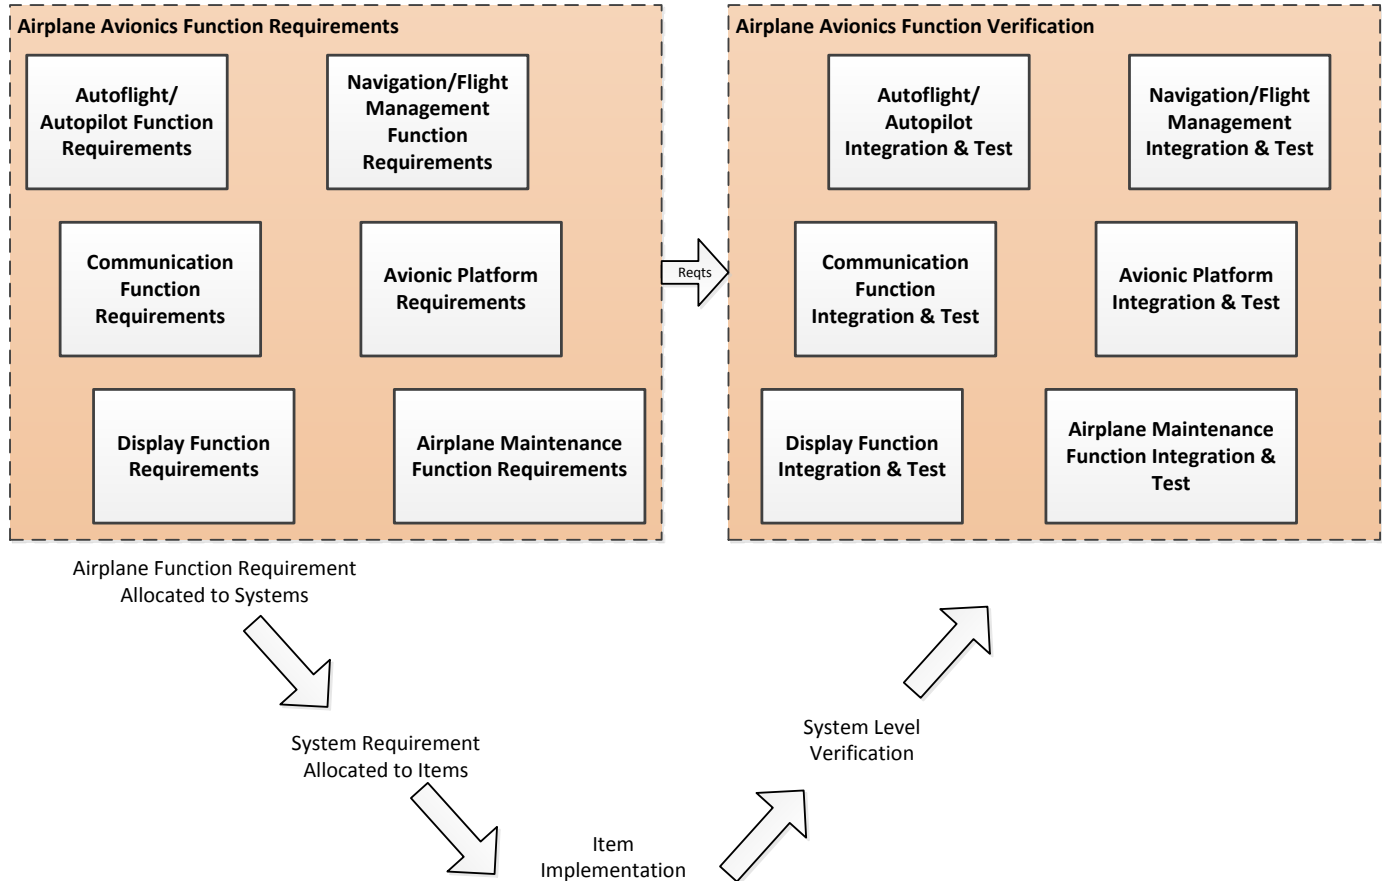 Airplane Avionics Function Requirements
Autoflight/
Autopilot Function
Requirements
Navigation/Flight
Management
Function
Requirements
Communication
Function
Requirements
Avionic Platform
Requirements
Display Function
Requirements
Airplane Maintenance
Function Requirements
Reqts
Airplane Avionics Function Verification
Autoflight/
Autopilot
Integration & Test
Navigation/Flight
Management
Integration & Test
Communication
Function
Integration & Test
Avionic Platform
Integration & Test
Display Function
Integration & Test
Airplane Maintenance
Function Integration &
Test
Airplane Function Requirement
Allocated to Systems
System Requirement
Allocated to Items
Item
Implementation
System Level
Verification